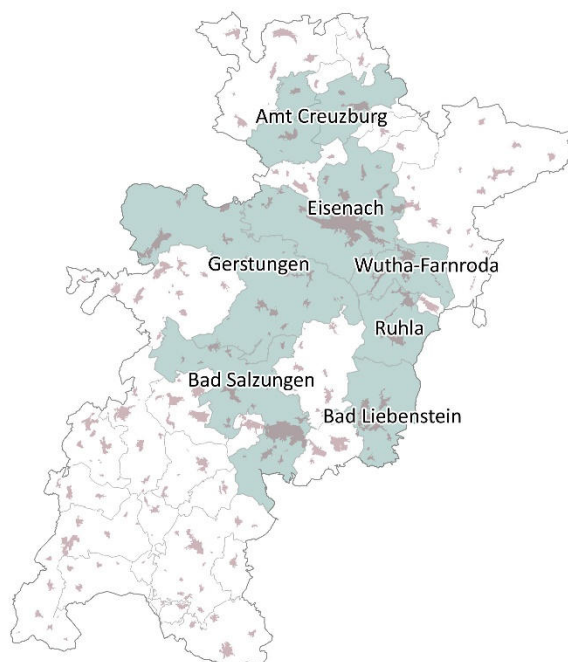 Amt Creuzburg
Eisenach
Gerstungen
Wutha-Farnroda
Ruhla
Bad Salzungen
Bad Liebenstein